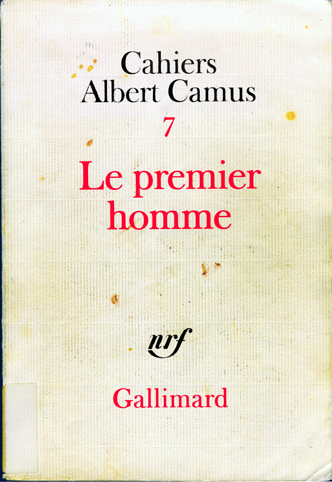 Cahiers
Albert Camus
7
Le premier
homme
nrf
Gallimard